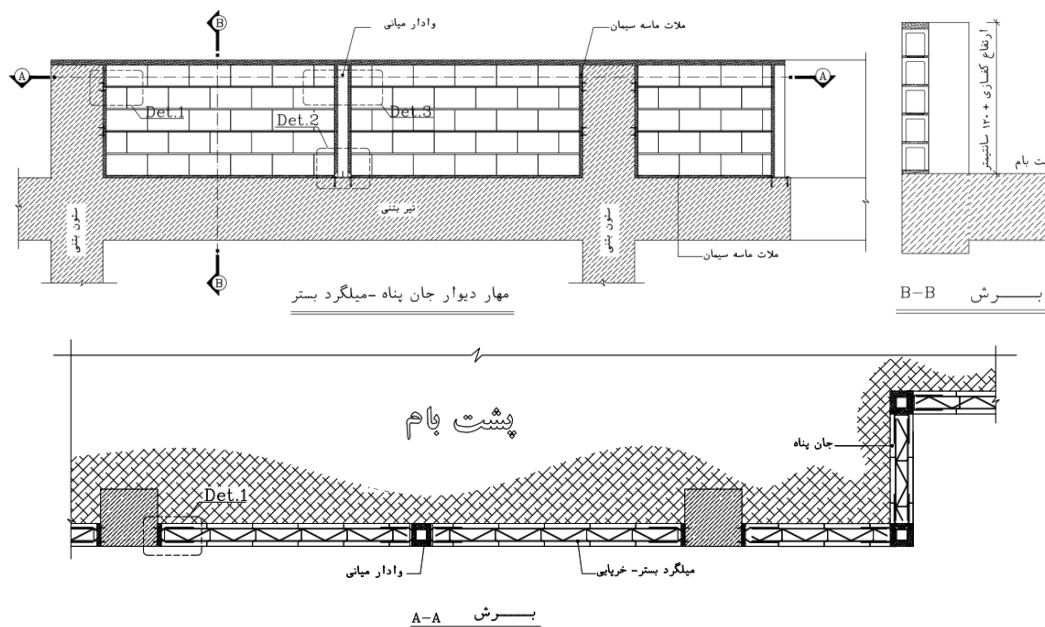 B
وادار میانی
ملات ماسه سیمان
A
A
Det.1
Det.2
Det.3
ارتفاع کفسازی + ۱۲۰ سانتیمتر
ستون بتنی
تیر بتنی
ستون بتنی
ملات ماسه سیمان
B
مهار دیوار جان پناه -میلگرد بستر
بام
برش B-B
پشت بام
جان پناه
Det.1
وادار میانی
میلگرد بستر- خرپایی
برش A-A